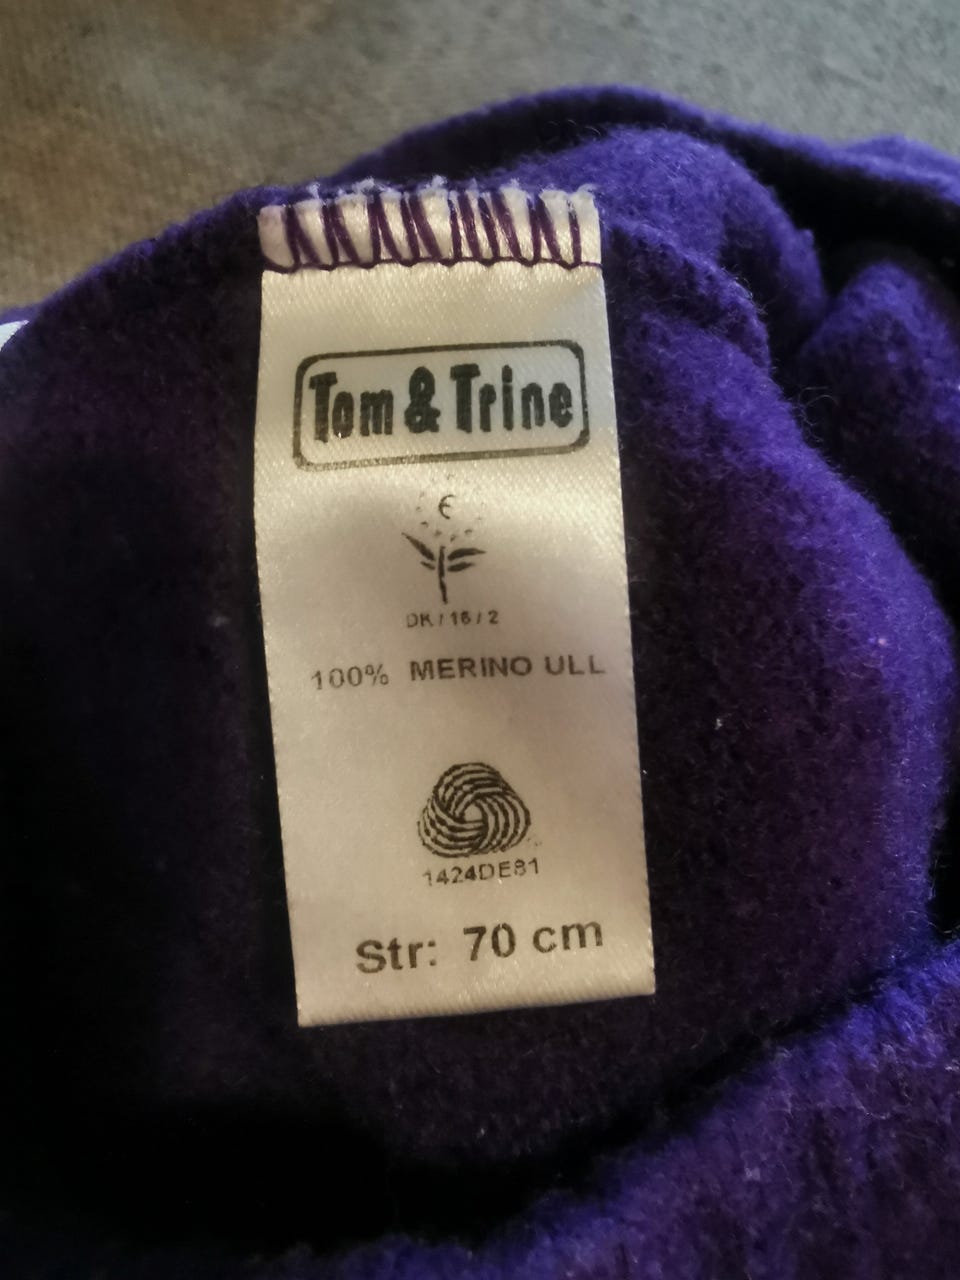 Tom & Trine
€
DK / 16 / 2
100% MERINO ULL
1424DE81
Str: 70 cm